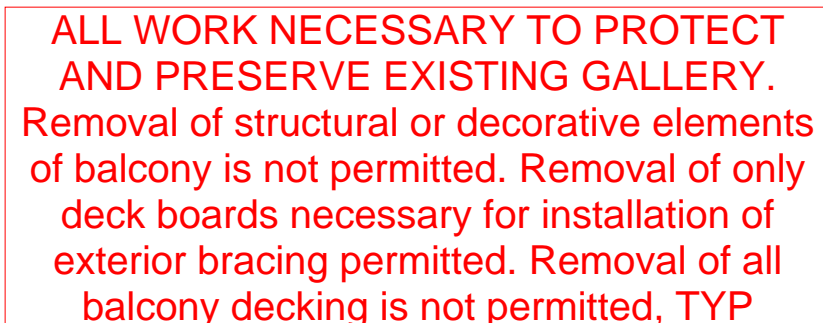 ALL WORK NECESSARY TO PROTECT
AND PRESERVE EXISTING GALLERY.
Removal of structural or decorative elements
of balcony is not permitted. Removal of only
deck boards necessary for installation of
exterior bracing permitted. Removal of all
balcony decking is not permitted, TYP